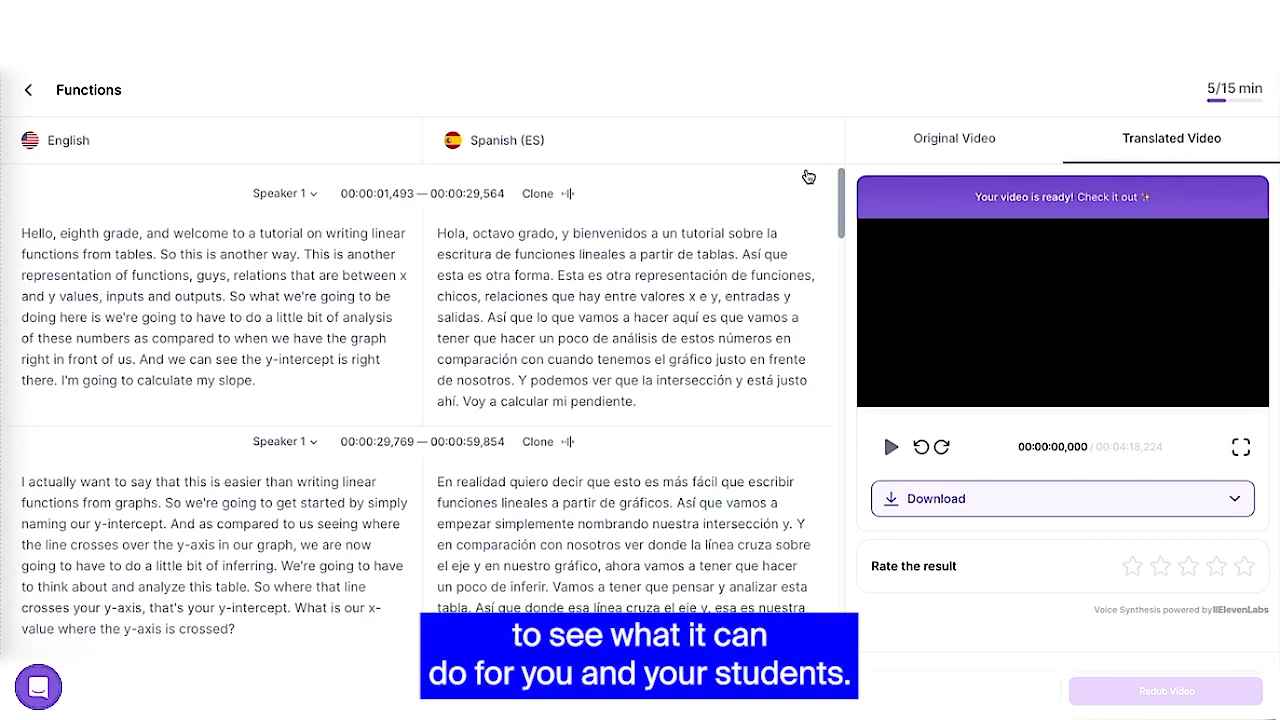 Functions
5/15 min
English
Spanish (ES)
Original Video
Translated Video
Speaker 1
00:00:01,493 — 00:00:29,564
Clone
Hello, eighth grade, and welcome to a tutorial on writing linear
functions from tables. So this is another way. This is another
representation of functions, guys, relations that are between x
and y values, inputs and outputs. So what we're going to be
doing here is we're going to have to do a little bit of analysis
of these numbers as compared to when we have the graph
right in front of us. And we can see the y-intercept is right
there. I'm going to calculate my slope.
Hola, octavo grado, y bienvenidos a un tutorial sobre la
escritura de funciones lineales a partir de tablas. Así que
esta es otra forma. Esta es otra representación de funciones,
chicos, relaciones que hay entre valores x e y, entradas y
salidas. Así que lo que vamos a hacer aquí es que vamos a
tener que hacer un poco de análisis de estos números en
comparación con cuando tenemos el gráfico justo en frente
de nosotros. Y podemos ver que la intersección y está justo
ahí. Voy a calcular mi pendiente.
Speaker 1
00:00:29,769 — 00:00:59,854
Clone
I actually want to say that this is easier than writing linear
functions from graphs. So we're going to get started by simply
naming our y-intercept. And as compared to us seeing where
the line crosses over the y-axis in our graph, we are now
going to have to do a little bit of inferring. We're going to have
to think about and analyze this table. So where that line
crosses your y-axis, that's your y-intercept. What is our x-
value where the y-axis is crossed?
En realidad quiero decir que esto es más fácil que escribir
funciones lineales a partir de gráficos. Así que vamos a
empezar simplemente nombrando nuestra intersección y. Y
en comparación con nosotros ver donde la línea cruza sobre
el eje y en nuestro gráfico, ahora vamos a tener que hacer
un poco de inferir. Vamos a tener que pensar y analizar esta
tabla. Así que donde esa línea cruza el eje y, esa es nuestra
Your video is ready! Check it out
00:00:00,000 / 00:04:18,224
Download
Rate the result
Voice Synthesis powered by IIElevenLabs
Redub Video
to see what it can
do for you and your students.